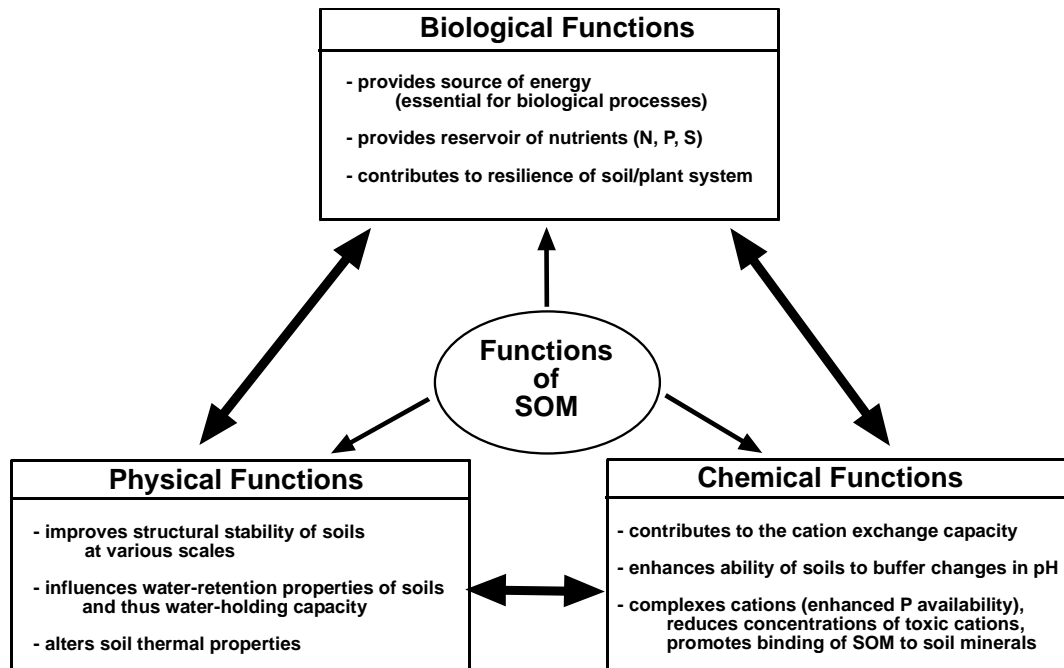 Biological Functions
- provides source of energy
(essential for biological processes)
- provides reservoir of nutrients (N, P, S)
- contributes to resilience of soil/plant system
Functions
of
SOM
Physical Functions
- improves structural stability of soils
at various scales
- influences water-retention properties of soils
and thus water-holding capacity
- alters soil thermal properties
Chemical Functions
- contributes to the cation exchange capacity
- enhances ability of soils to buffer changes in pH
- complexes cations (enhanced P availability),
reduces concentrations of toxic cations,
promotes binding of SOM to soil minerals